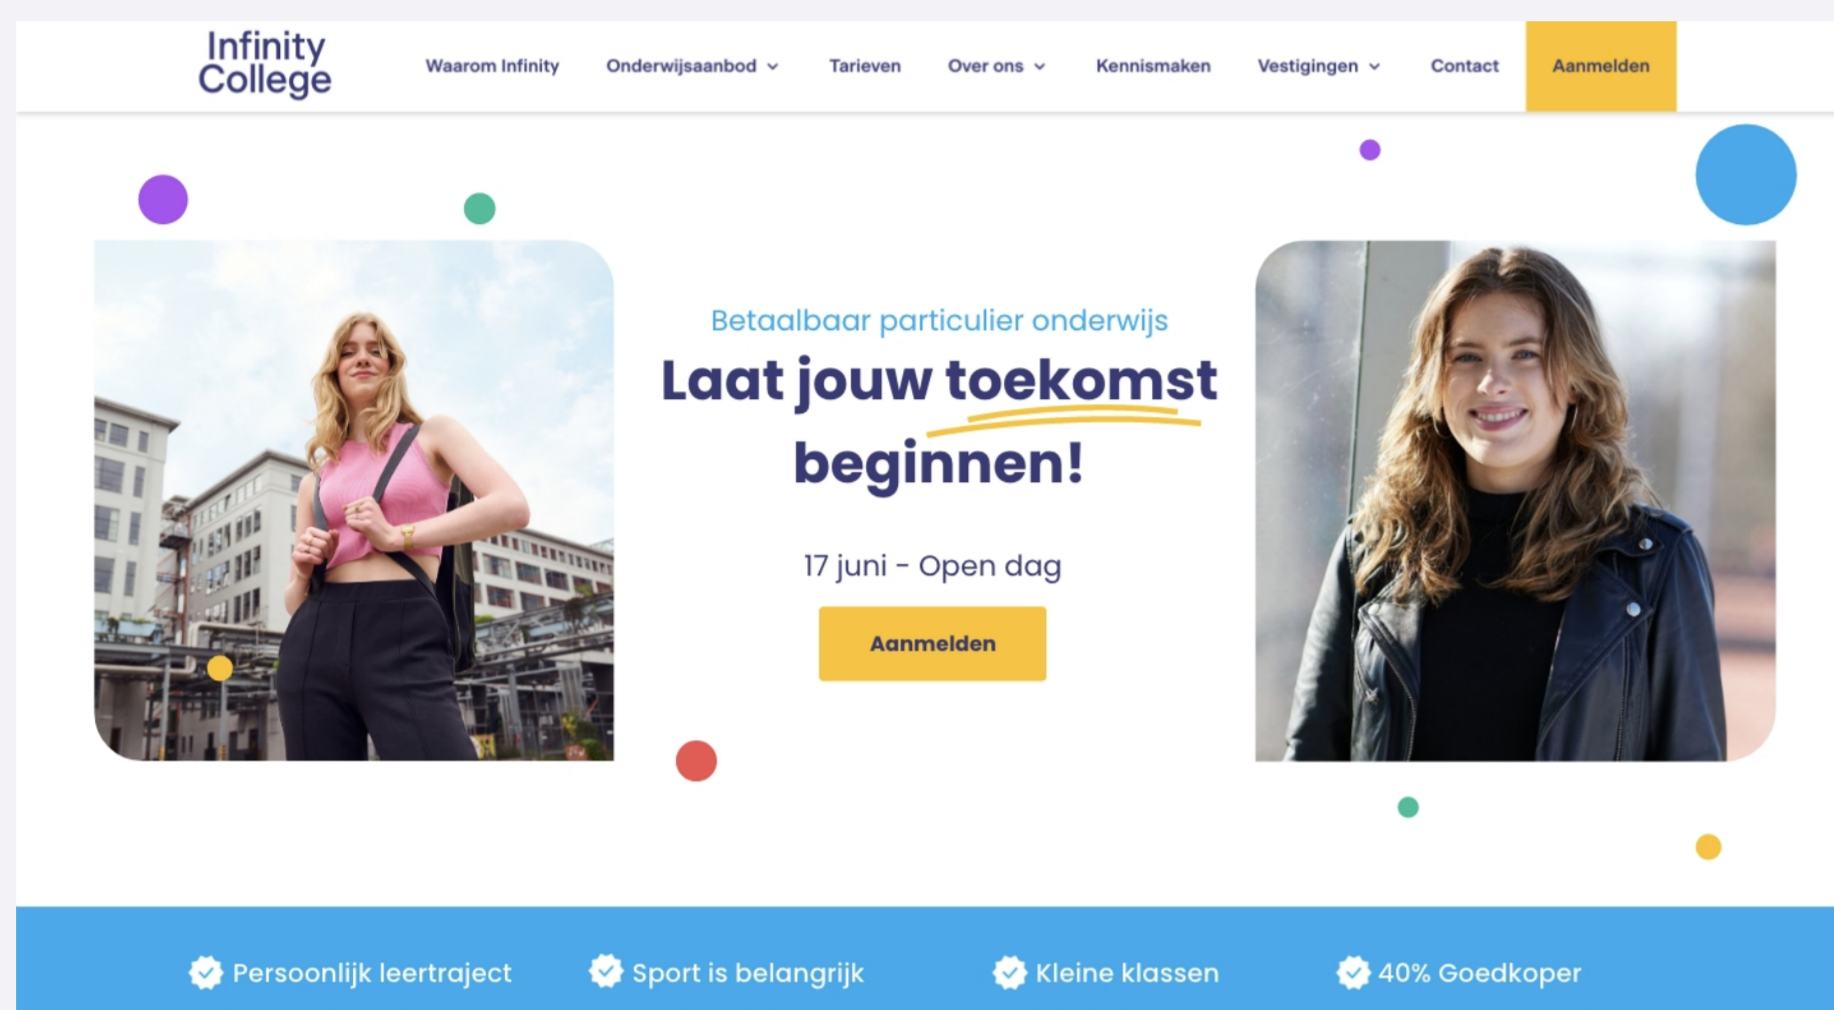 Infinity
College
Waarom Infinity
Onderwijsaanbod
Tarieven
Over ons
Kennismaken
Vestigingen
Contact
Aanmelden
Betaalbaar particulier onderwijs
Laat jouw toekomst
beginnen!
17 juni - Open dag
Aanmelden
Persoonlijk leertraject
Sport is belangrijk
Kleine klassen
40% Goedkoper